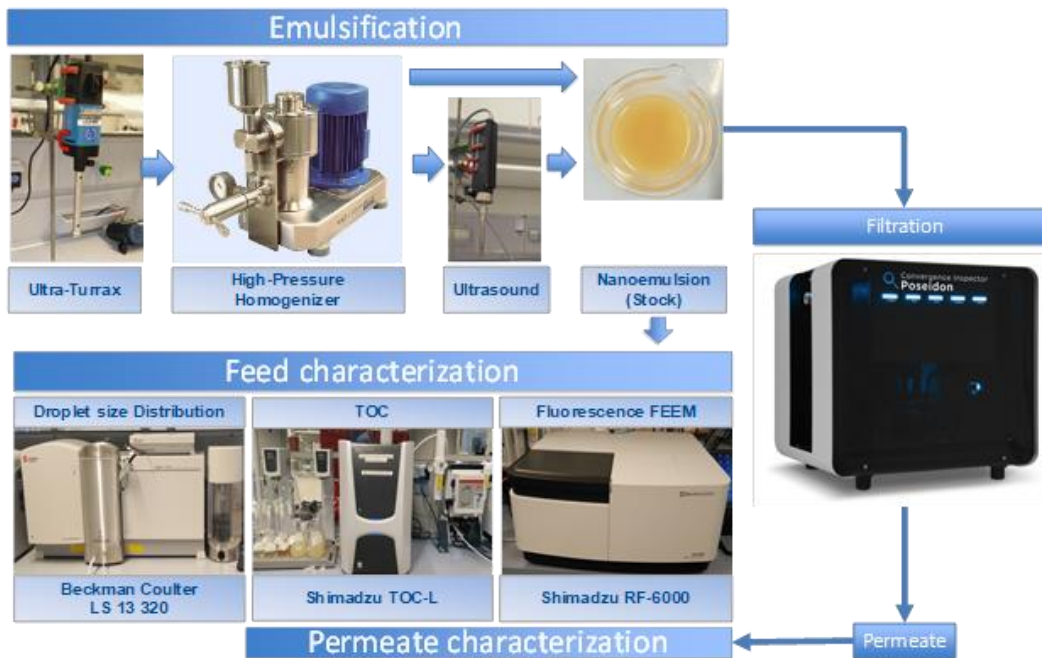 Emulsification
Ultra-Turrax
High-Pressure
Homogenizer
Ultrasound
Nanoemulsion
(Stock)
Filtration
Convergence Inspector
Poseidon
Feed characterization
Droplet size Distribution
TOC
Fluorescence FEEM
Beckman Coulter
LS 13 320
Shimadzu TOC-L
Shimadzu RF-6000
Permeate characterization
Permeate